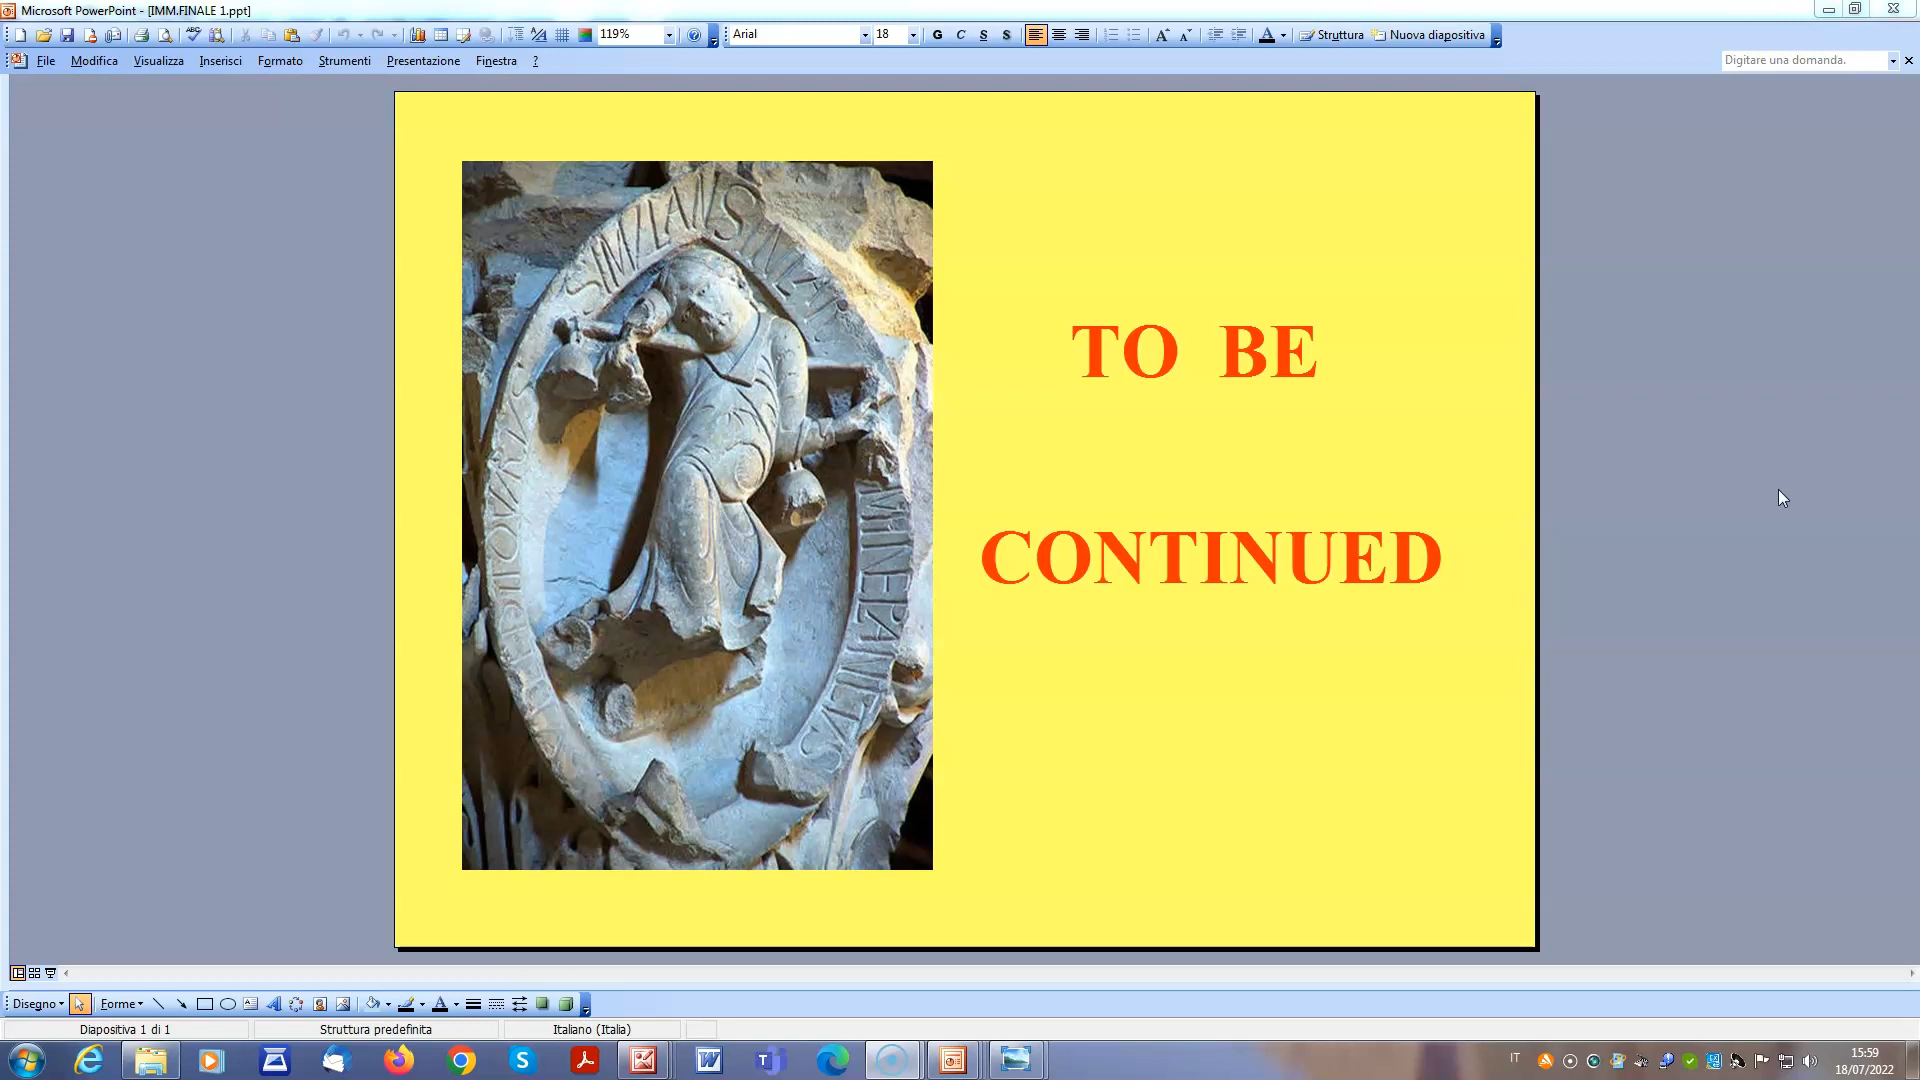 Microsoft PowerPoint - [IMM.FINALE 1.ppt]
119%
Arial
18
G C S S
Struttura
Nuova diapositiva
File Modifica Visualizza Inserisci Formato Strumenti Presentazione Finestra ?
Digitare una domanda.
TO BE
CONTINUED
Disegno
Forme
Diapositiva 1 di 1
Struttura predefinita
Italiano (Italia)
IT
15:59
18/07/2022